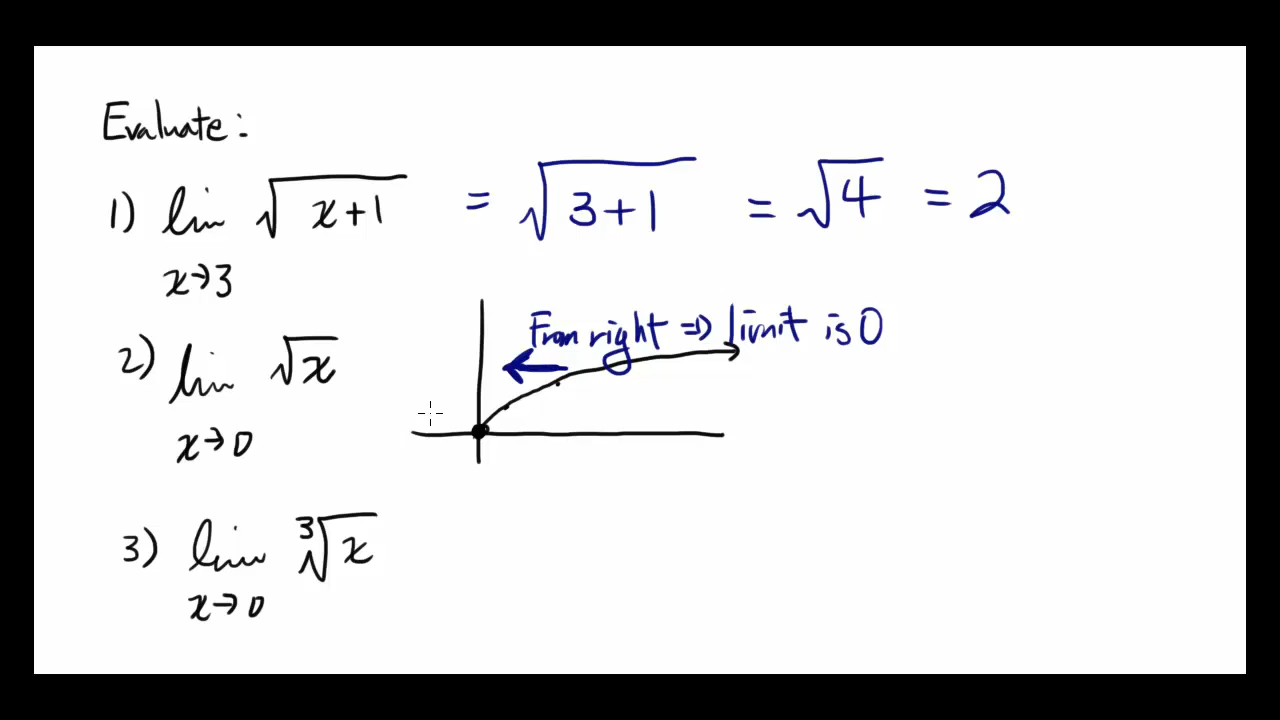 Evaluate:
1) lim √x+1 = √3+1 = √4 = 2
x→3
From right ⇒ limit is 0
2) lim √x
x→0
3) lim ∛x
x→0